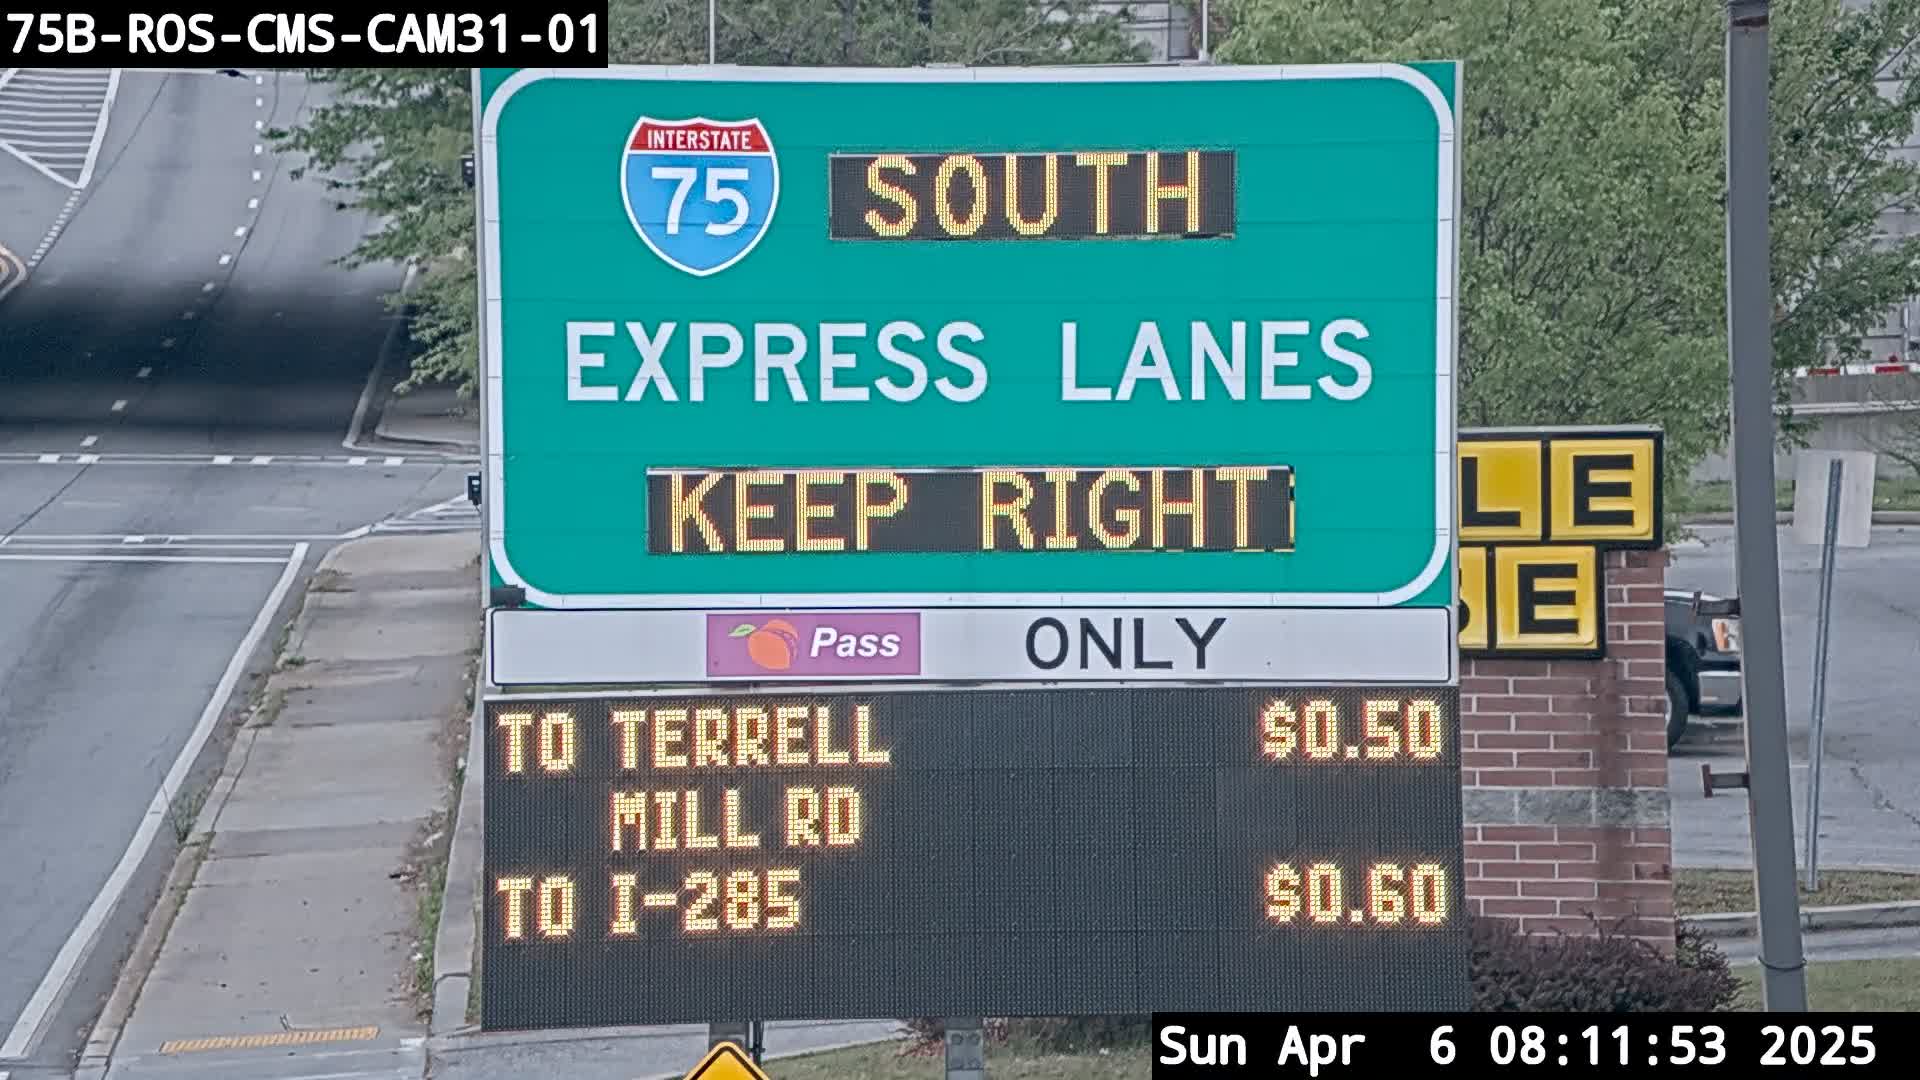 75B-ROS-CMS-CAM31-01
INTERSTATE
75
SOUTH
EXPRESS LANES
KEEP RIGHT
Pass ONLY
TO TERRELL $0.50
MILL RD
TO I-285 $0.60
LE
E
Sun Apr 6 08:11:53 2025